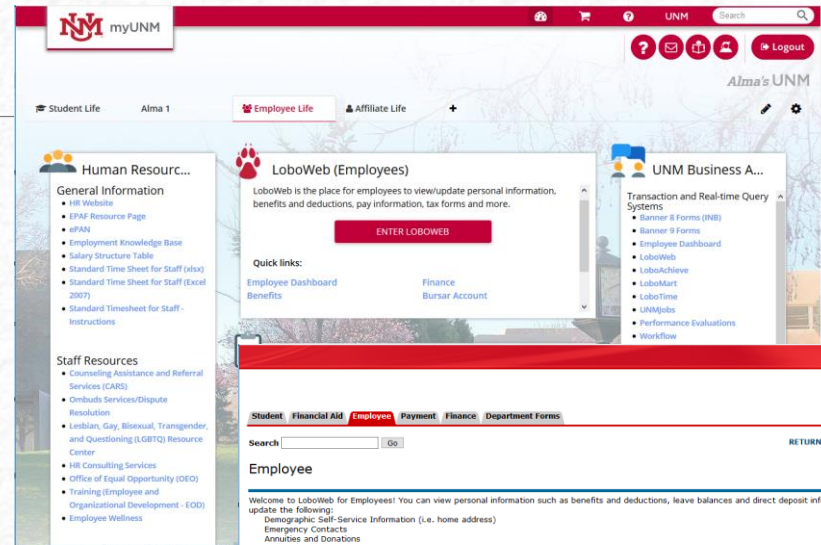 UNM myUNM
UNM
Search
Logout
Alma's UNM
Student Life
Alma 1
Employee Life
Affiliate Life
Human Resourc...
General Information
HR Website
EPAF Resource Page
ePAN
Employment Knowledge Base
Salary Structure Table
Standard Time Sheet for Staff (xlsx)
Standard Time Sheet for Staff (Excel
2007)
Standard Timesheet for Staff -
Instructions
Staff Resources
Counseling Assistance and Referral
Services (CARS)
Ombuds Services/Dispute
Resolution
Lesbian, Gay, Bisexual, Transgender,
and Questioning (LGBTQ) Resource
Center
HR Consulting Services
Office of Equal Opportunity (OEO)
Training (Employee and
Organizational Development - EOD)
Employee Wellness
LoboWeb (Employees)
LoboWeb is the place for employees to view/update personal information,
benefits and deductions, pay information, tax forms and more.
ENTER LOBOWEB
Quick links:
Employee Dashboard
Finance
Benefits
Bursar Account
UNM Business A...
Transaction and Real-time Query
Systems
Banner 8 Forms (INB)
Banner 9 Forms
Employee Dashboard
LoboWeb
LoboAchieve
LoboMart
LoboTime
UNMJobs
Performance Evaluations
Workflow
Student Financial Aid Employee Payment Finance Department Forms
Search
Go
RETURN
Employee
Welcome to LoboWeb for Employees! You can view personal information such as benefits and deductions, leave balances and direct deposit inf
update the following:
Demographic Self-Service Information (i.e. home address)
Emergency Contacts
Annuities and Donations